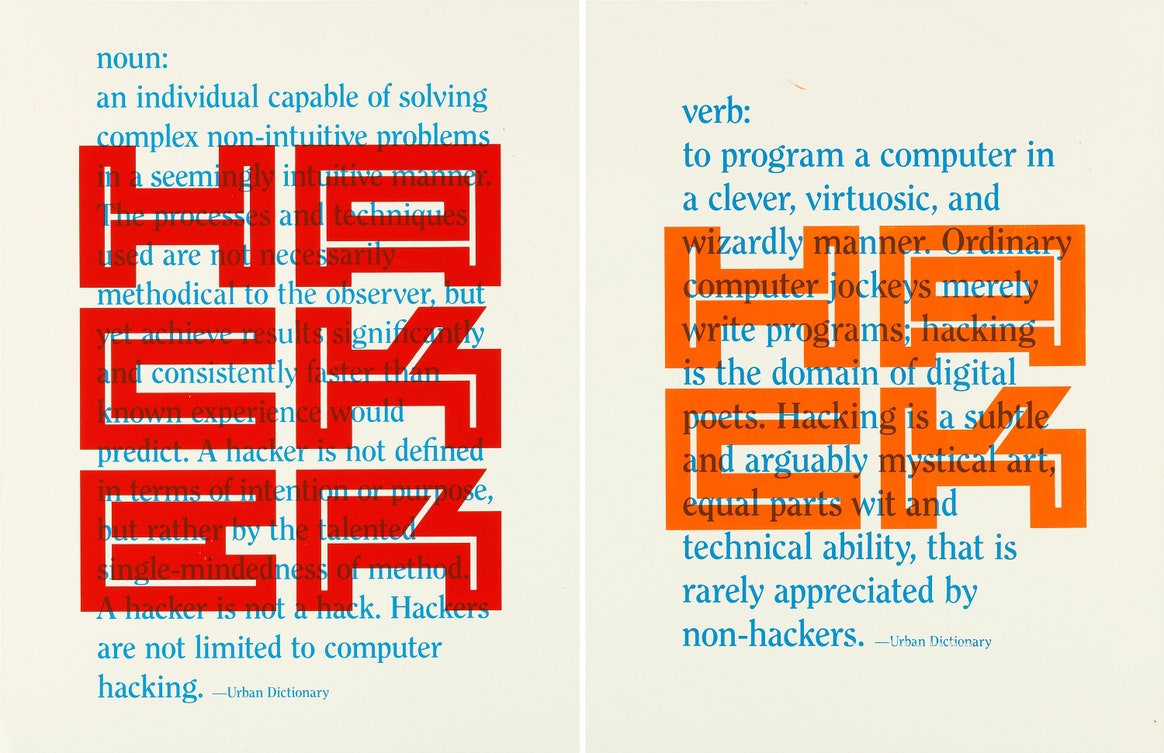 noun:
an individual capable of solving
complex non-intuitive problems
in a seemingly intuitive manner.
The processes and techniques
used are not necessarily
methodical to the observer, but
yet achieve results significantly
and consistently faster than
known experience would
predict. A hacker is not defined
in terms of intention or purpose,
but rather by the talented
single-mindedness of method.
A hacker is not a hack. Hackers
are not limited to computer
hacking. —Urban Dictionary
HA
CK
ER
verb:
to program a computer in
a clever, virtuosic, and
wizardly manner. Ordinary
computer jockeys merely
write programs; hacking
is the domain of digital
poets. Hacking is a subtle
and arguably mystical art,
equal parts wit and
technical ability, that is
rarely appreciated by
non-hackers. —Urban Dictionary
HA
CK